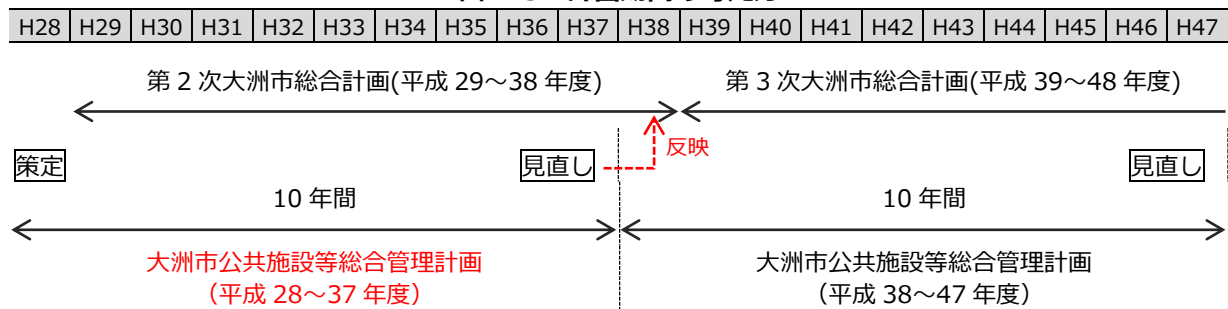 H28 H29 H30 H31 H32 H33 H34 H35 H36 H37 H38 H39 H40 H41 H42 H43 H44 H45 H46 H47
第2次大洲市総合計画(平成 29～38 年度) 第3次大洲市総合計画(平成 39～48 年度)
反映
策定 見直し 見直し
10 年間 10 年間
大洲市公共施設等総合管理計画 大洲市公共施設等総合管理計画
（平成 28～37 年度） （平成 38～47 年度）